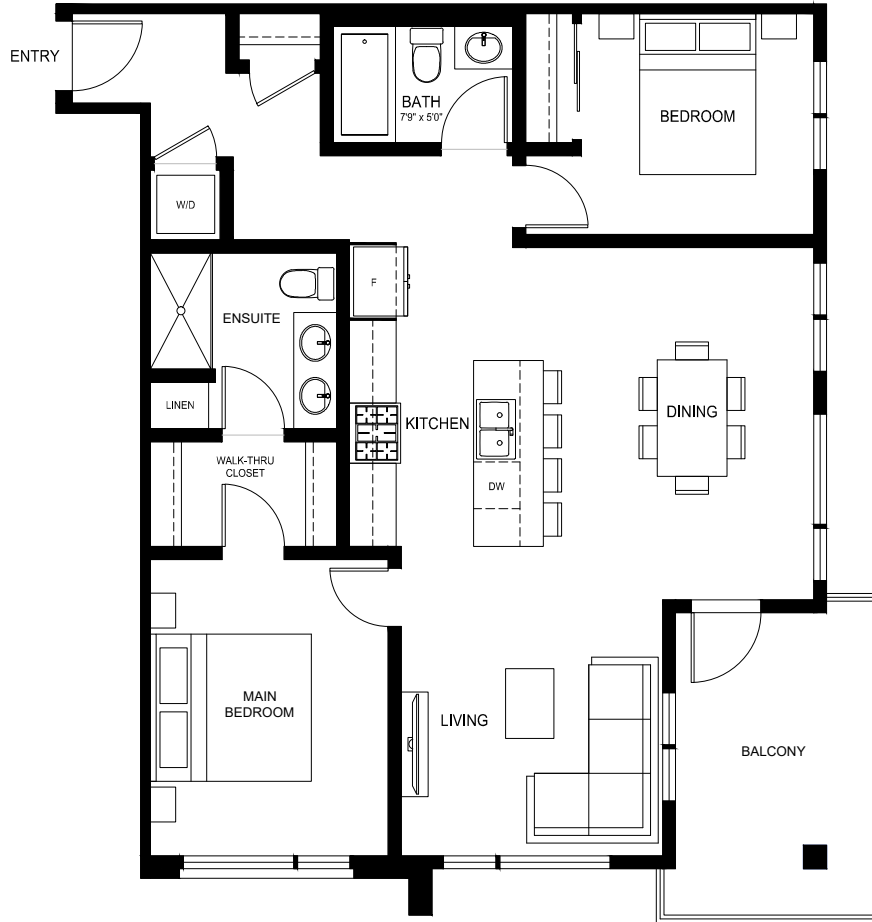 ENTRY
BATH
7'9" x 5'0"
BEDROOM
W/D
F
ENSUITE
LINEN
KITCHEN
DINING
WALK-THRU
CLOSET
DW
MAIN
BEDROOM
LIVING
BALCONY